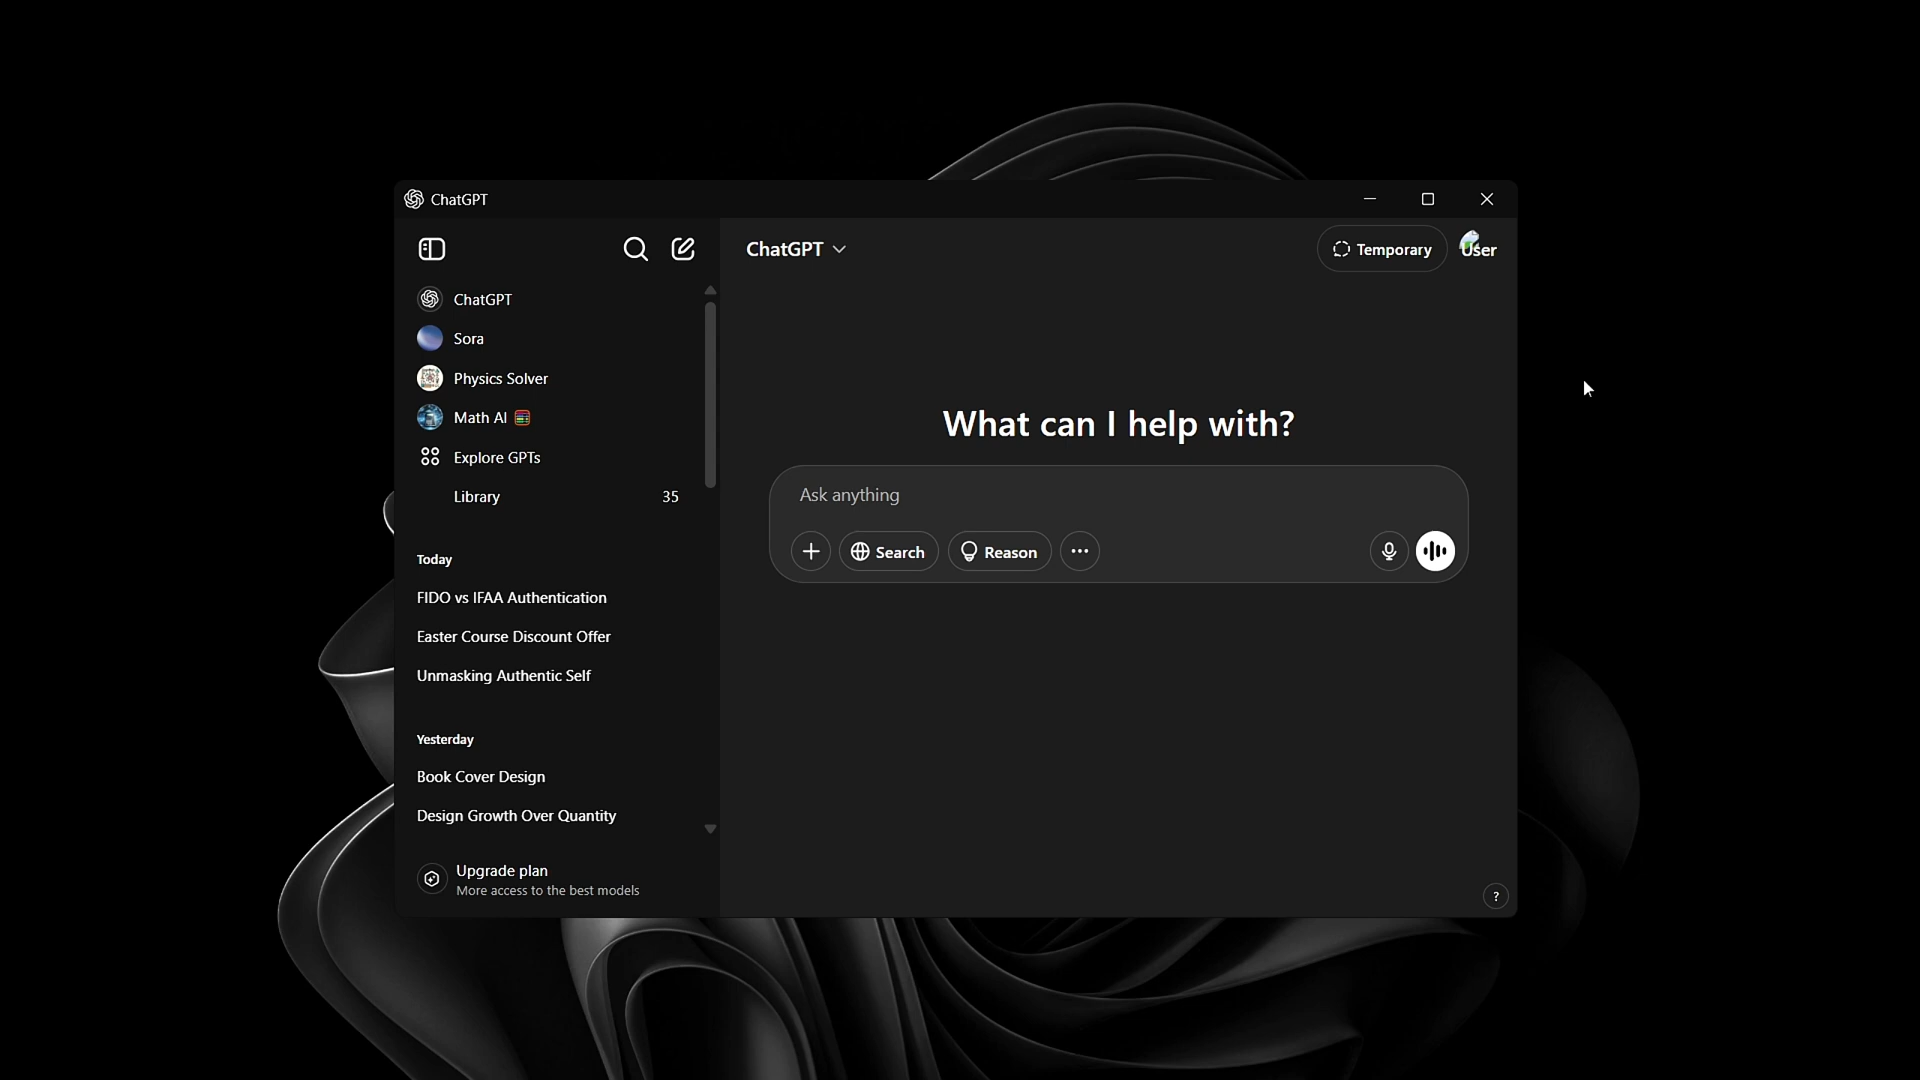 ChatGPT
ChatGPT
Temporary
User
ChatGPT
Sora
Physics Solver
Math AI
Explore GPTs
Library 35
Today
FIDO vs IFAA Authentication
Easter Course Discount Offer
Unmasking Authentic Self
Yesterday
Book Cover Design
Design Growth Over Quantity
Upgrade plan
More access to the best models
What can I help with?
Ask anything
Search
Reason
?